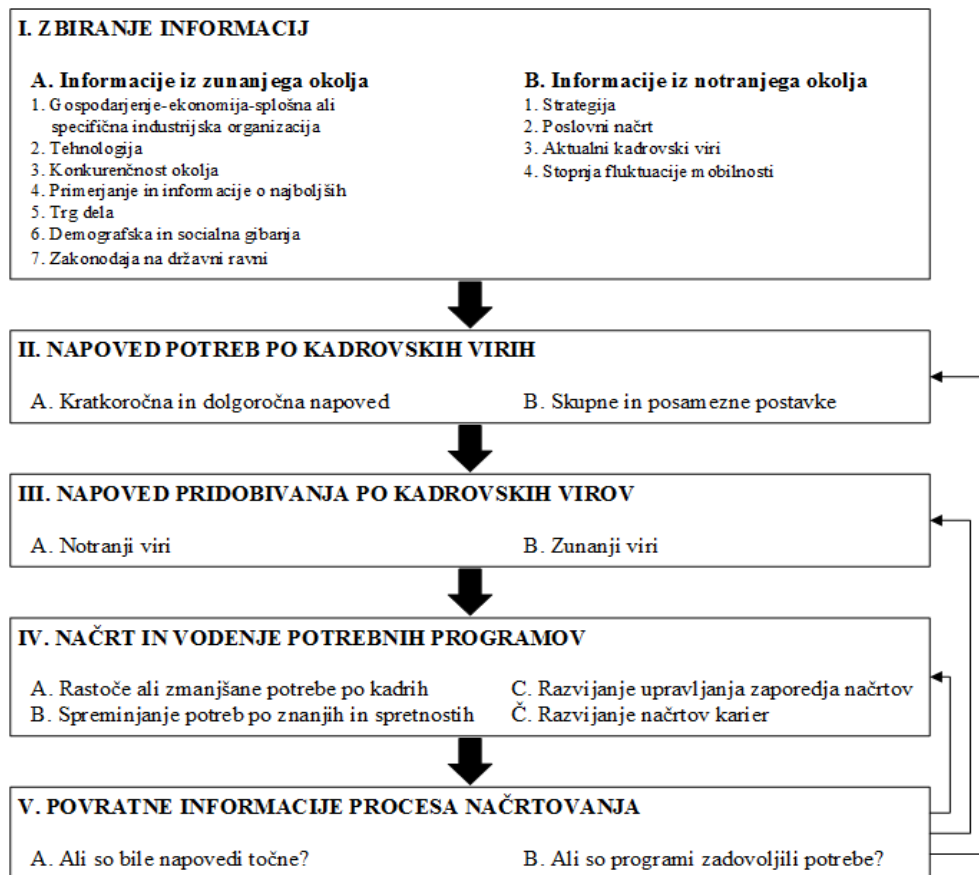 I. ZBIRANJE INFORMACIJ
A. Informacije iz zunanjega okolja
1. Gospodarjenje-ekonomija-splošna ali
specifična industrijska organizacija
2. Tehnologija
3. Konkurenčnost okolja
4. Primerjanje in informacije o najboljših
5. Trg dela
6. Demografska in socialna gibanja
7. Zakonodaja na državni ravni
B. Informacije iz notranjega okolja
1. Strategija
2. Poslovni načrt
3. Aktualni kadrovski viri
4. Stopnja fluktuacije mobilnosti
II. NAPOVED POTREB PO KADROVSKIH VIRIH
A. Kratkoročna in dolgoročna napoved
B. Skupne in posamezne postavke
III. NAPOVED PRIDOBIVANJA PO KADROVSKIH VIROV
A. Notranji viri
B. Zunanji viri
IV. NAČRT IN VODENJE POTREBNIH PROGRAMOV
A. Rastoče ali zmanjšane potrebe po kadrih
B. Spreminjanje potreb po znanjih in spretnostih
C. Razvijanje upravljanja zaporedja načrtov
Č. Razvijanje načrtov karier
V. POVRATNE INFORMACIJE PROCESA NAČRTOVANJA
A. Ali so bile napovedi točne?
B. Ali so programi zadovoljili potrebe?